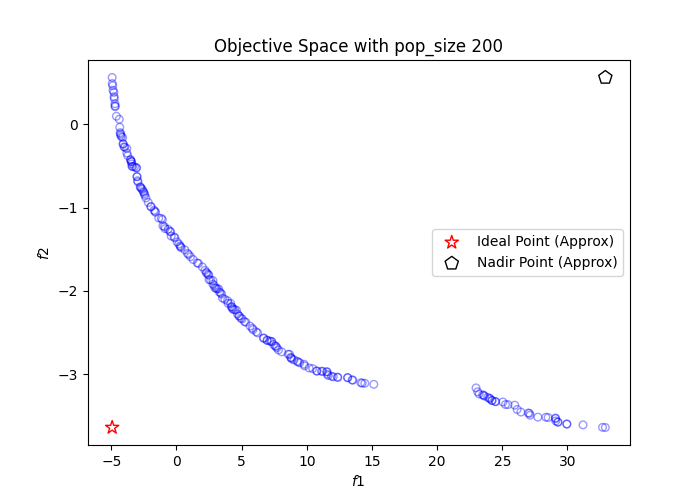 Objective Space with pop_size 200
0
−1
−2
−3
f2
Ideal Point (Approx)
Nadir Point (Approx)
−5
0
5
10
15
20
25
30
f1